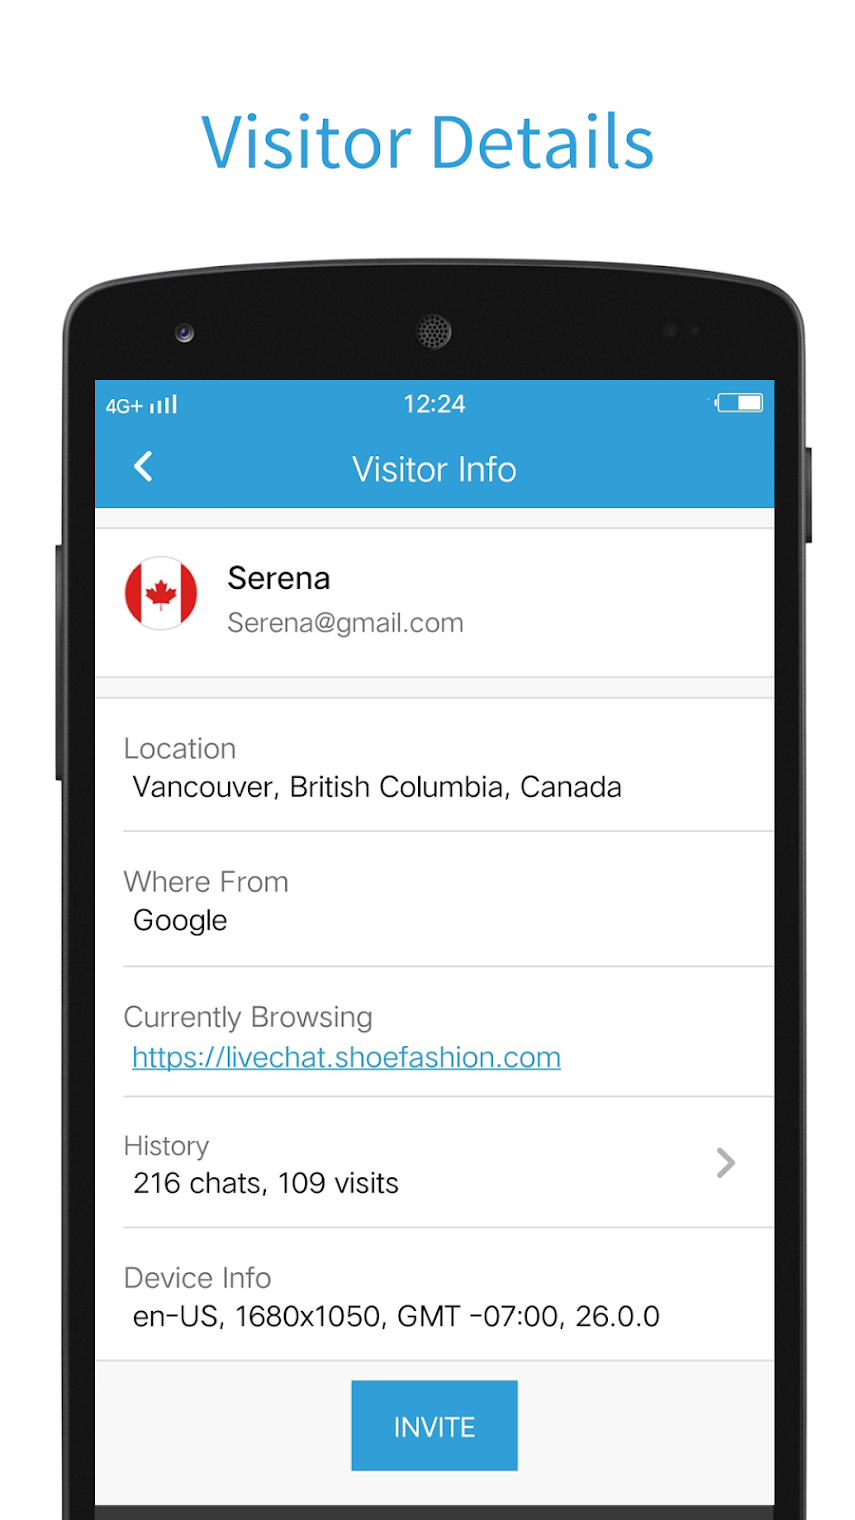 Visitor Details
4G+ 12:24
Visitor Info
Serena
Serena@gmail.com
Location
Vancouver, British Columbia, Canada
Where From
Google
Currently Browsing
https://livechat.shoefashion.com
History
216 chats, 109 visits
Device Info
en-US, 1680x1050, GMT -07:00, 26.0.0
INVITE